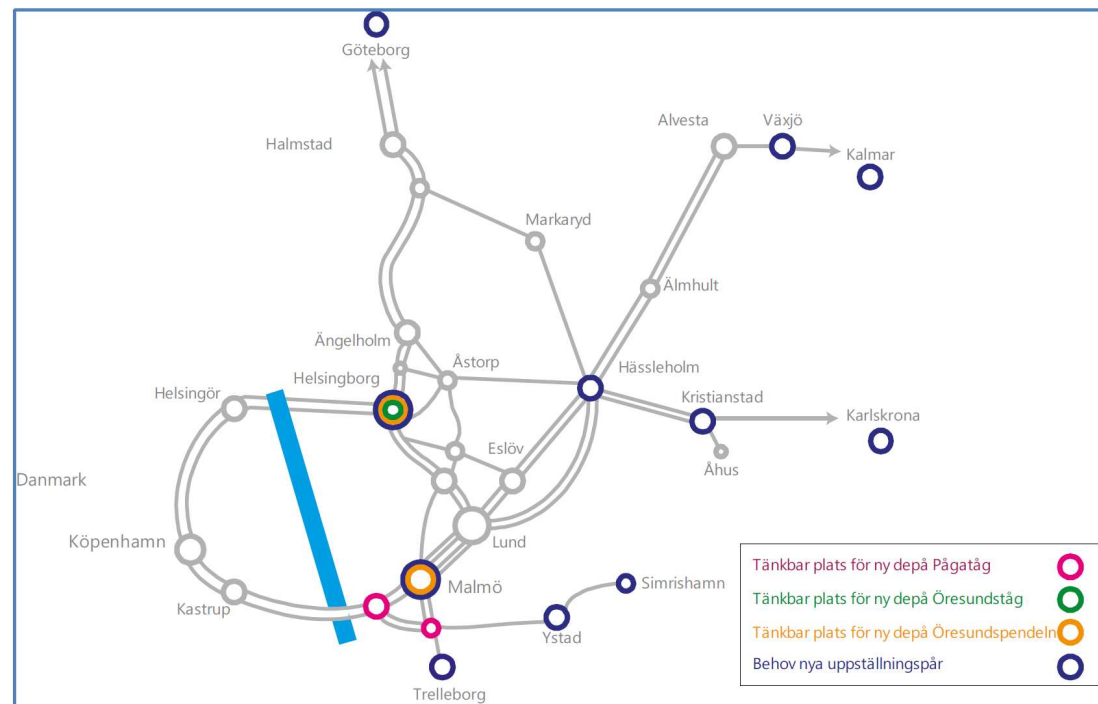 Göteborg
Halmstad
Alvesta
Växjö
Kalmar
Markaryd
Älmhult
Ängelholm
Åstorp
Helsingborg
Hässleholm
Helsingör
Kristianstad
Karlskrona
Eslöv
Åhus
Danmark
Köpenhamn
Lund
Malmö
Simrishamn
Kastrup
Ystad
Trelleborg
Tänkbar plats för ny depå Pågatåg
Tänkbar plats för ny depå Öresundståg
Tänkbar plats för ny depå Öresundspendeln
Behov nya uppställningspår